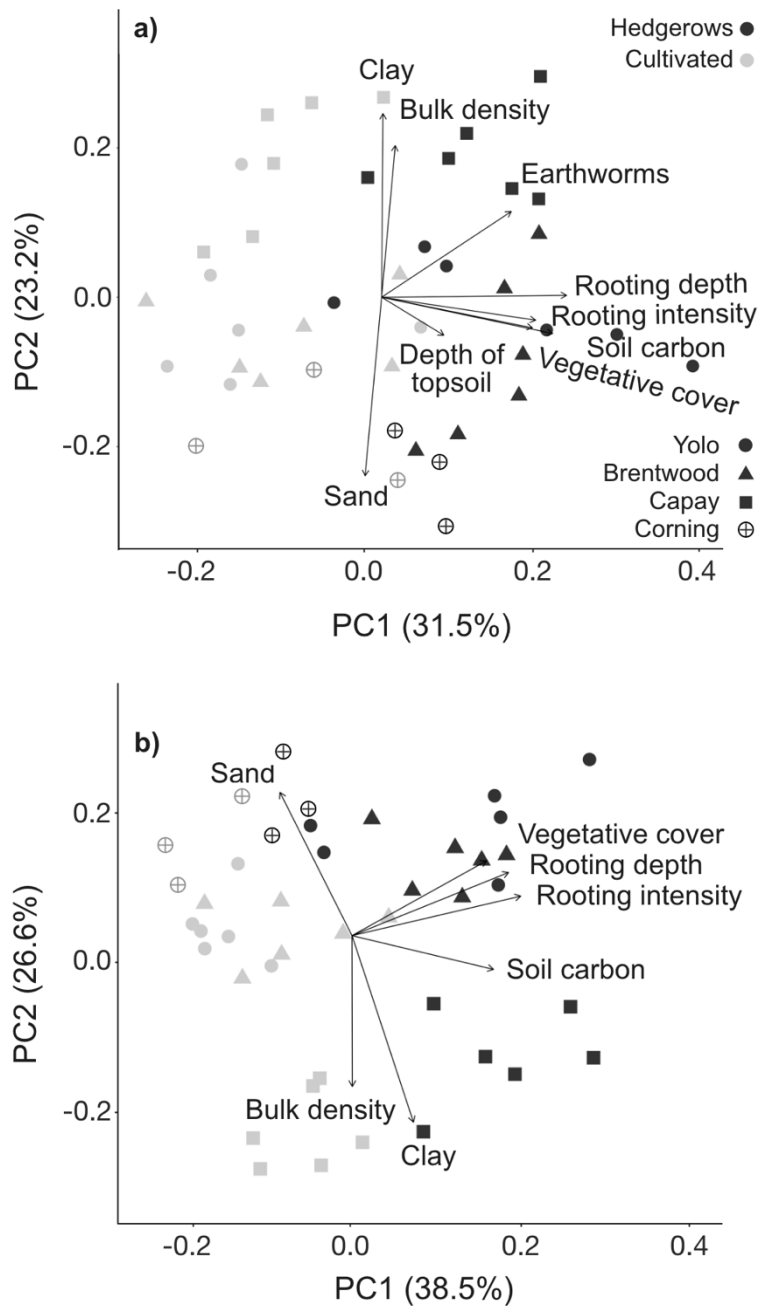 a)
Hedgerows
Cultivated
Clay
Bulk density
Earthworms
Rooting depth
Rooting intensity
Soil carbon
Vegetative cover
Depth of
topsoil
Sand
Yolo
Brentwood
Capay
Corning
0.2
0.0
-0.2
PC2 (23.2%)
-0.2
0.0
0.2
0.4
PC1 (31.5%)
b)
Sand
Vegetative cover
Rooting depth
Rooting intensity
Soil carbon
Bulk density
Clay
0.2
0.0
-0.2
PC2 (26.6%)
-0.2
0.0
0.2
0.4
PC1 (38.5%)